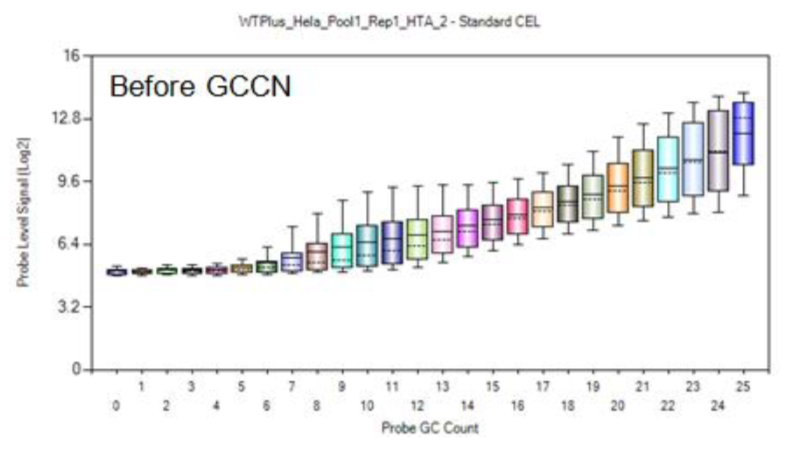 WTPlus_Hela_Pool1_Rep1_HTA_2 - Standard CEL
Before GCCN
Probe Level Signal (Log2)
16
12.8
9.6
6.4
3.2
0
1 3 5 7 9 11 13 15 17 19 21 23 25
0 2 4 6 8 10 12 14 16 18 20 22 24
Probe GC Count